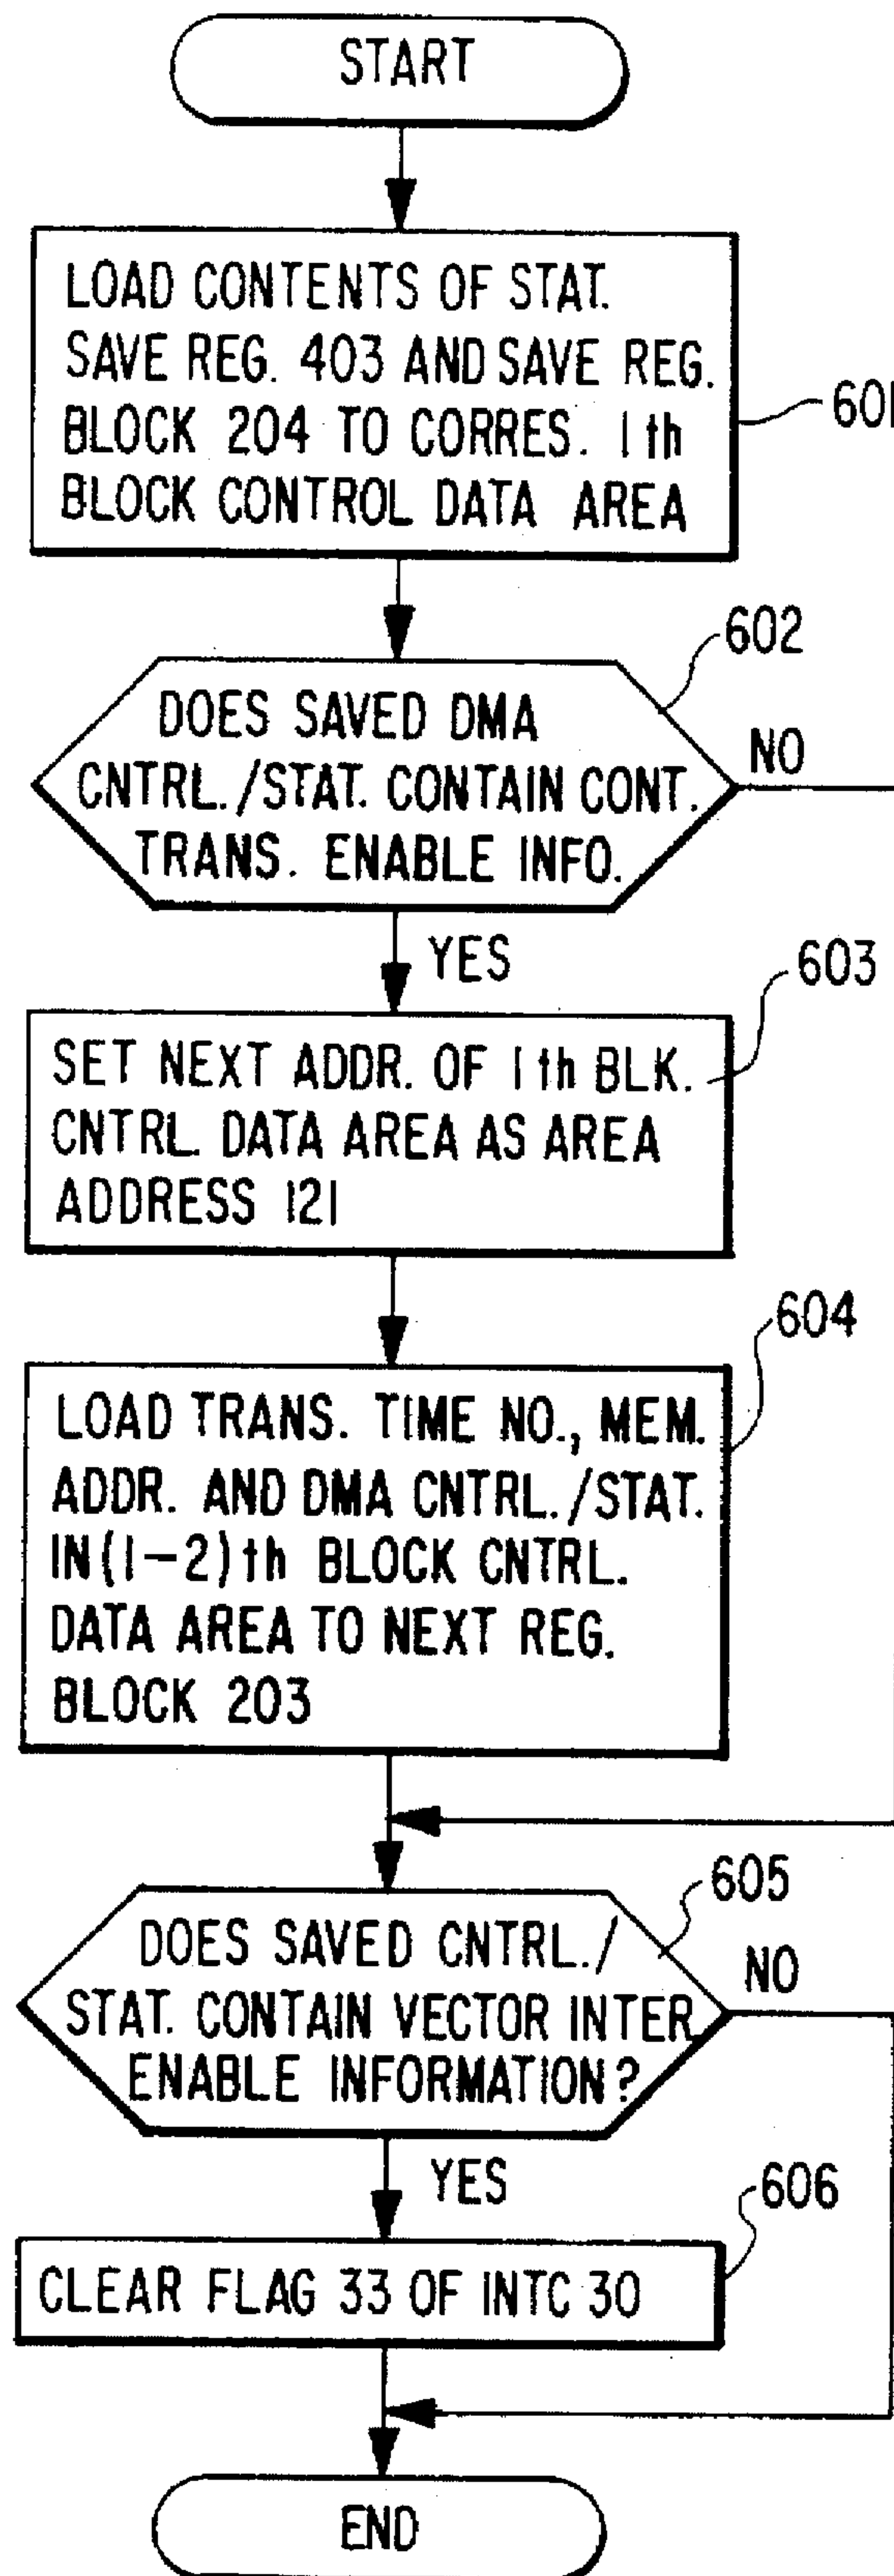 START
LOAD CONTENTS OF STAT.
SAVE REG. 403 AND SAVE REG.
BLOCK 204 TO CORRES. I th
BLOCK CONTROL DATA AREA
601
602
DOES SAVED DMA
CNTRL./STAT. CONTAIN CONT.
TRANS. ENABLE INFO.
NO
YES
603
SET NEXT ADDR. OF I th BLK.
CNTRL. DATA AREA AS AREA
ADDRESS 121
604
LOAD TRANS. TIME NO., MEM.
ADDR. AND DMA CNTRL./STAT.
IN (I-2)th BLOCK CNTRL.
DATA AREA TO NEXT REG.
BLOCK 203
605
DOES SAVED CNTRL./
STAT. CONTAIN VECTOR INTER.
ENABLE INFORMATION?
NO
YES
606
CLEAR FLAG 33 OF INTC 30
END